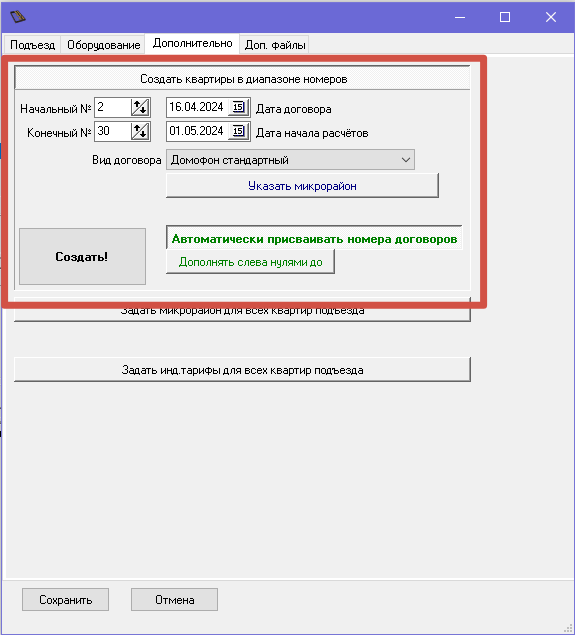 Подъезд Оборудование Дополнительно Доп. файлы
Создать квартиры в диапазоне номеров
Начальный № 2 16.04.2024 15 Дата договора
Конечный № 30 01.05.2024 15 Дата начала расчётов
Вид договора Домофон стандартный
Указать микрорайон
Создать!
Автоматически присваивать номера договоров
Дополнять слева нулями до
Задать микрорайон для всех квартир подъезда
Задать инд.тарифы для всех квартир подъезда
Сохранить Отмена